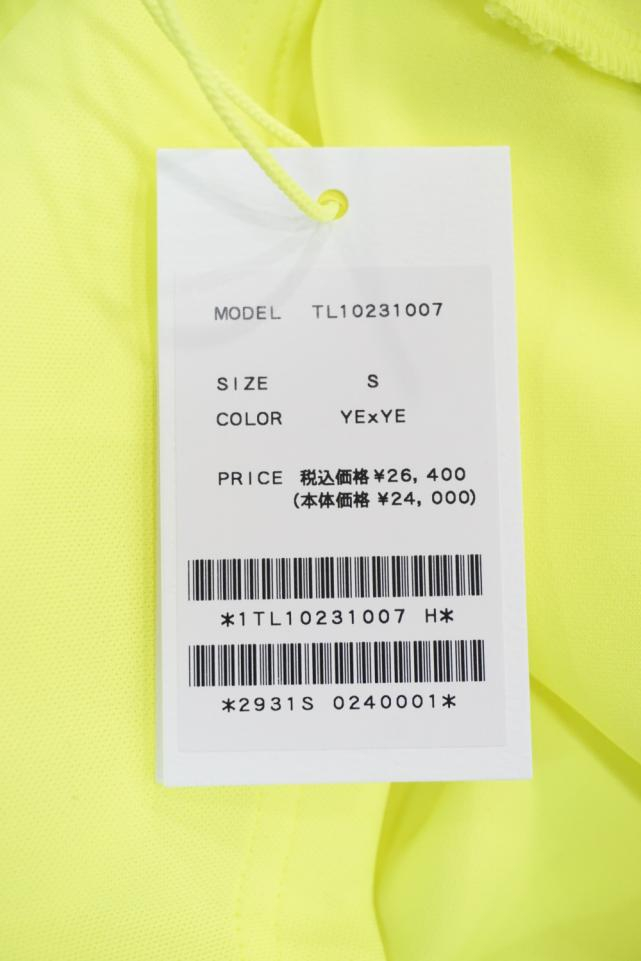 MODEL TL10231007
SIZE S
COLOR YExYE
PRICE 税込価格 ¥26,400
(本体価格 ¥24,000)
*1TL10231007 H*
*2931S 0240001*